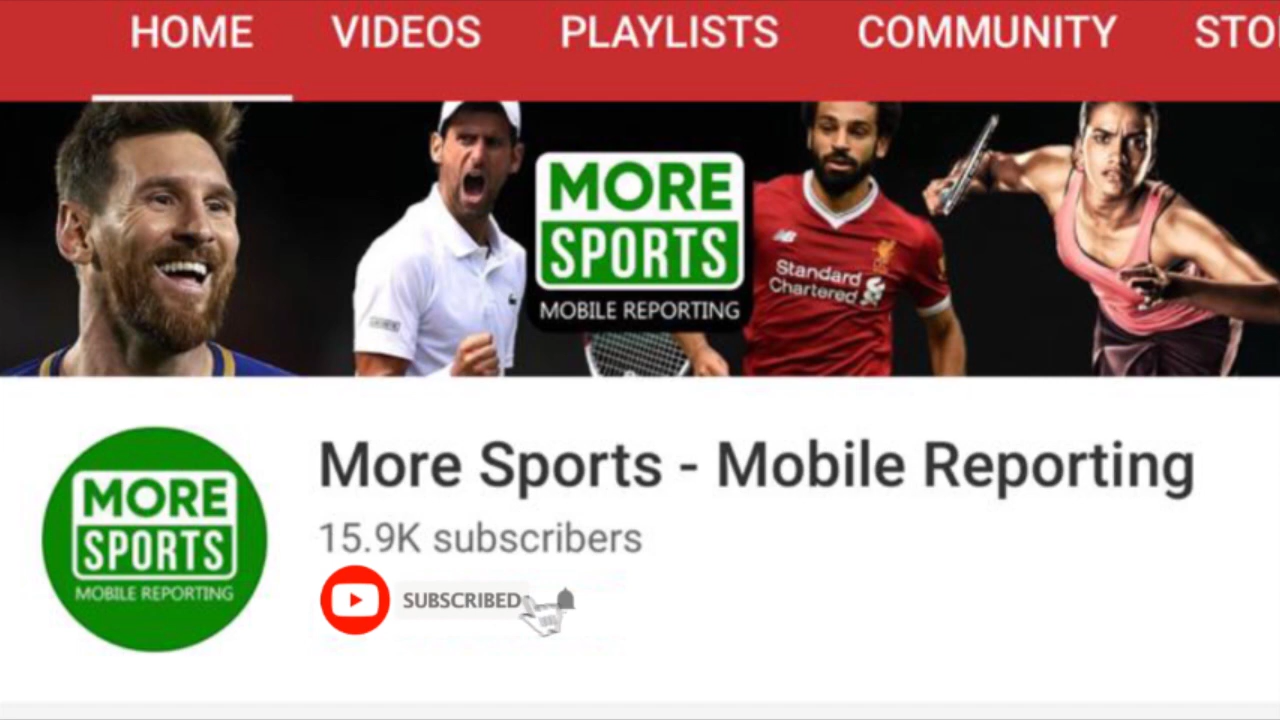 HOME VIDEOS PLAYLISTS COMMUNITY STO
MORE
SPORTS
MOBILE REPORTING
Standard
Chartered
More Sports - Mobile Reporting
15.9K subscribers
MORE
SPORTS
MOBILE REPORTING
SUBSCRIBED